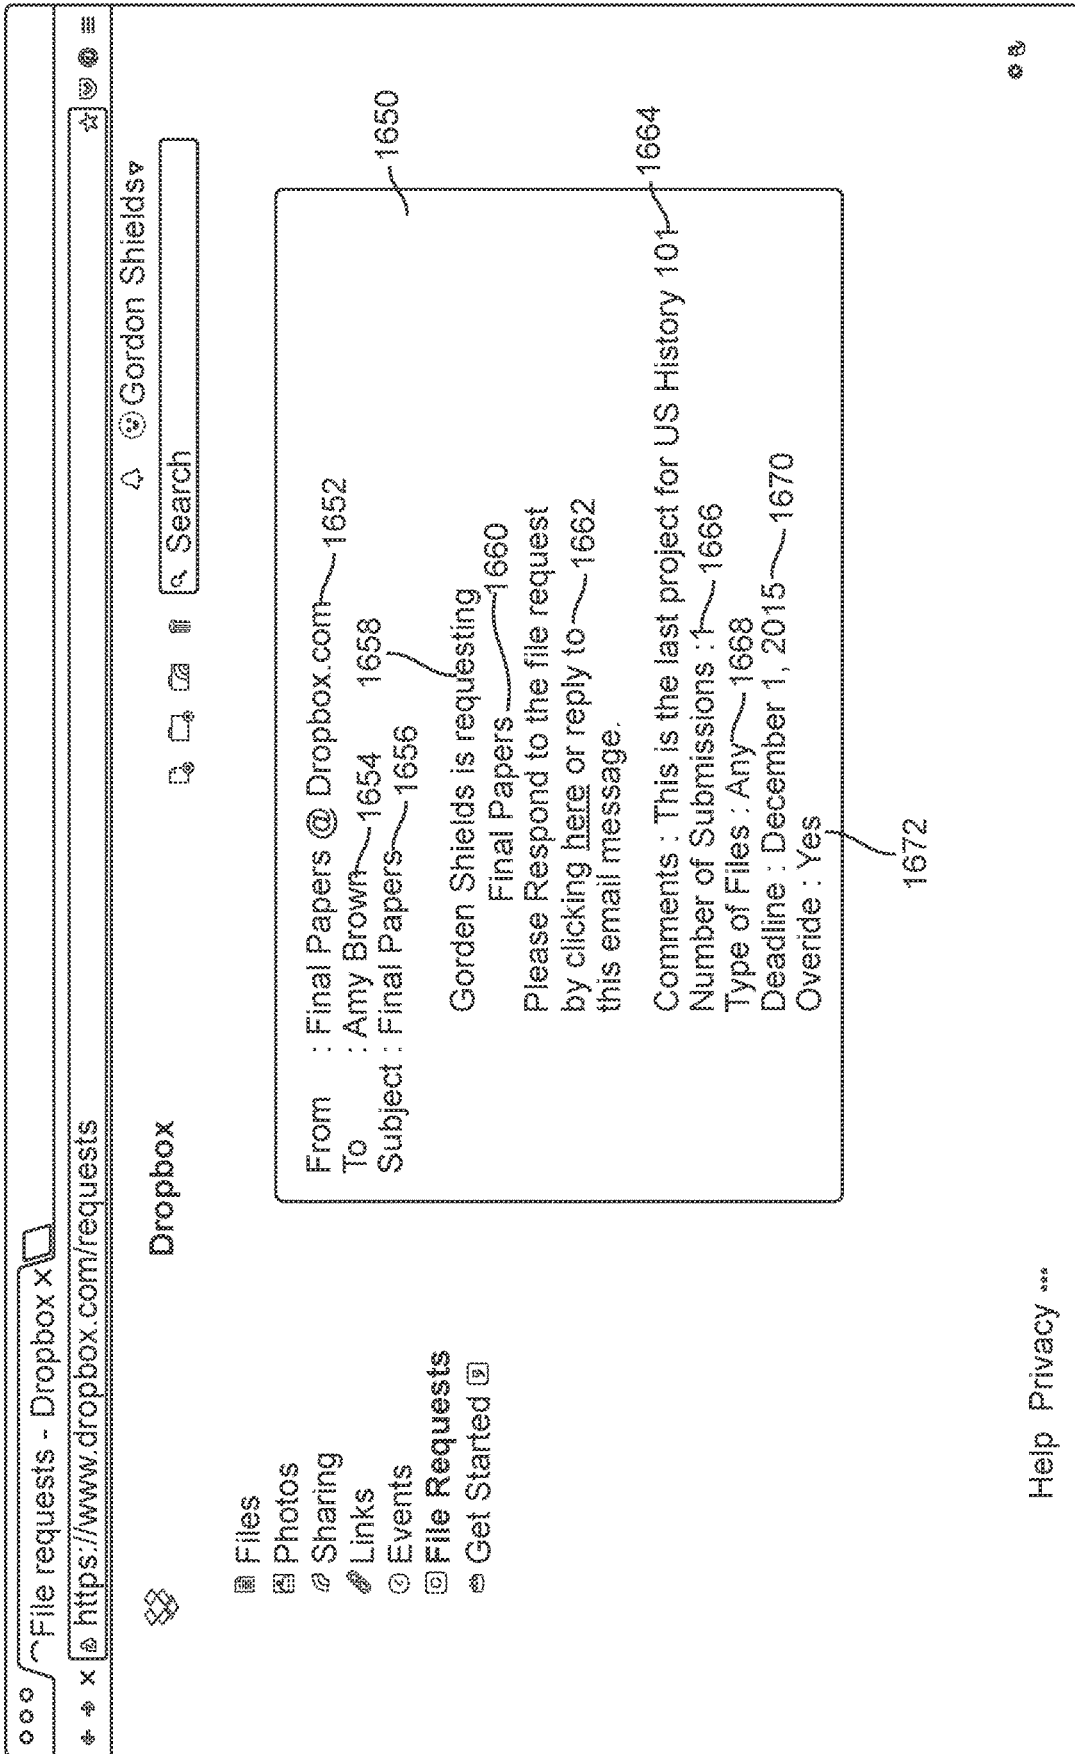 File requests - Dropbox X
https://www.dropbox.com/requests
Gordon Shields
Dropbox
Search
Files
Photos
Sharing
Links
Events
File Requests
Get Started
1650
From : Final Papers @ Dropbox.com 1652
To : Amy Brown 1654
Subject : Final Papers 1656
1658
Gorden Shields is requesting
Final Papers 1660
Please Respond to the file request
by clicking here or reply to 1662
this email message.
Comments : This is the last project for US History 101 1664
Number of Submissions : 1 1666
Type of Files : Any 1668
Deadline : December 1, 2015 1670
Overide : Yes
1672
Help Privacy •••